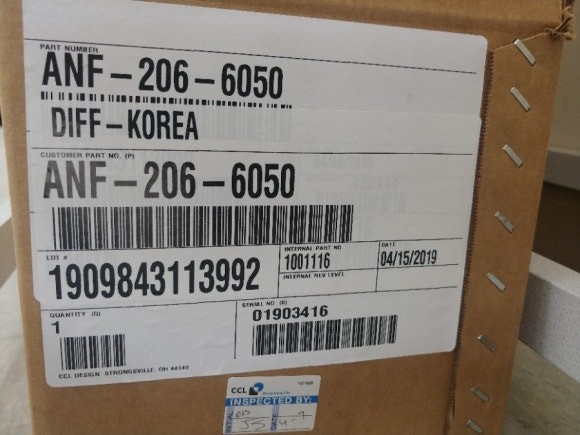 PART NUMBER
ANF-206-6050
DIFF-KOREA
CUSTOMER PART NO. (P)
ANF-206-6050
LOT #
1909843113992
INTERNAL PART NO
1001116
DATE
04/15/2019
INTERNAL REV LEVEL
QUANTITY (Q)
1
SERIAL NO (S)
01903416
CCL DESIGN STRONGSVILLE, OH 44149
CCL
INSPECTED BY: